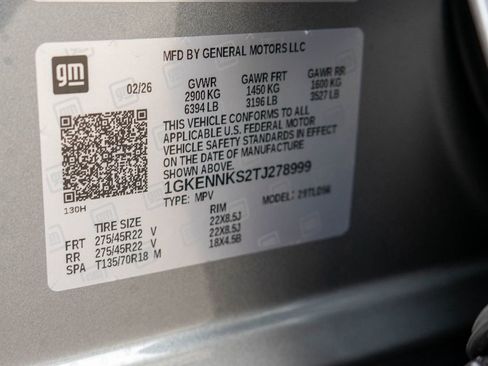 gm
MFD BY GENERAL MOTORS LLC
02/26
GVWR GAWR FRT GAWR RR
2900 KG 1450 KG 1600 KG
6394 LB 3196 LB 3527 LB
THIS VEHICLE CONFORMS TO ALL
APPLICABLE U.S. FEDERAL MOTOR
VEHICLE SAFETY STANDARDS IN EFFECT
ON THE DATE OF MANUFACTURE
SHOWN ABOVE.
1GKENNKS2TJ278999
TYPE: MPV MODEL:
130H
TIRE SIZE RIM
FRT 275/45R22 V 22X8.5J
RR 275/45R22 V 22X8.5J
SPA T135/70R18 M 18X4.5B